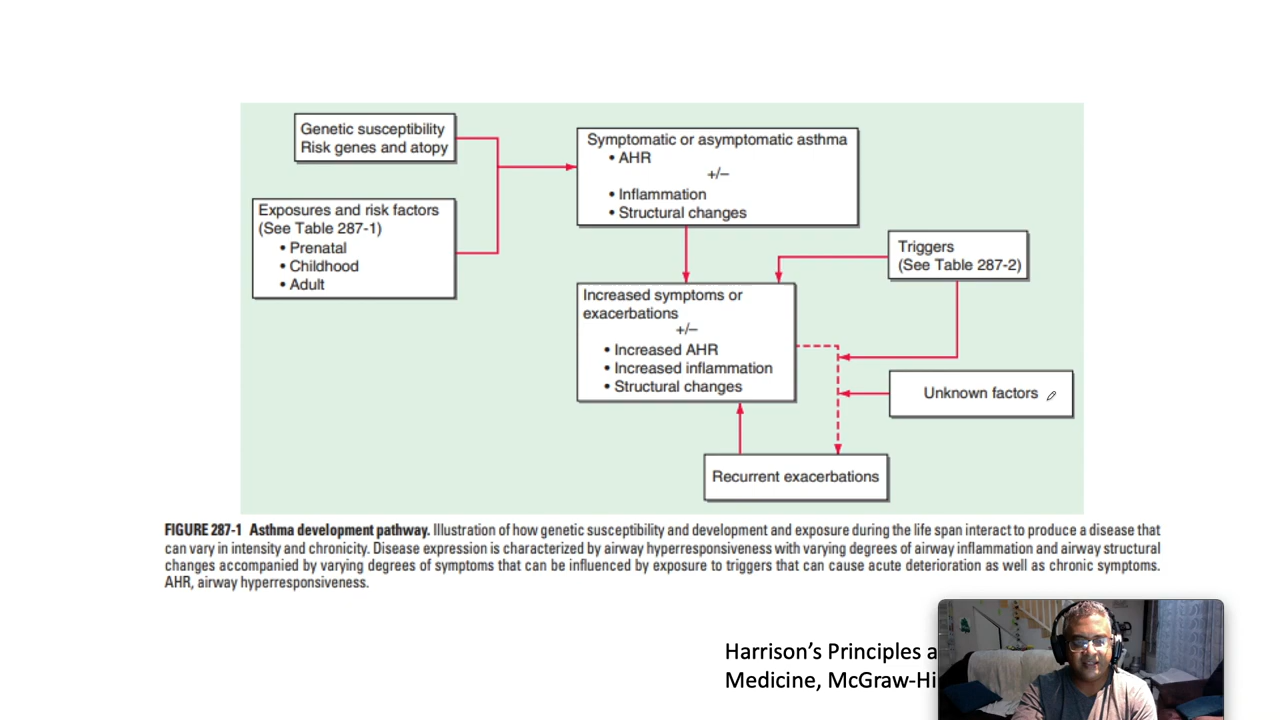 Genetic susceptibility
Risk genes and atopy
Exposures and risk factors
(See Table 287-1)
• Prenatal
• Childhood
• Adult
Symptomatic or asymptomatic asthma
• AHR
+/–
• Inflammation
• Structural changes
Triggers
(See Table 287-2)
Increased symptoms or
exacerbations
+/–
• Increased AHR
• Increased inflammation
• Structural changes
Unknown factors
Recurrent exacerbations
FIGURE 287-1 Asthma development pathway. Illustration of how genetic susceptibility and development and exposure during the life span interact to produce a disease that
can vary in intensity and chronicity. Disease expression is characterized by airway hyperresponsiveness with varying degrees of airway inflammation and airway structural
changes accompanied by varying degrees of symptoms that can be influenced by exposure to triggers that can cause acute deterioration as well as chronic symptoms.
AHR, airway hyperresponsiveness.
Harrison's Principles
Medicine,